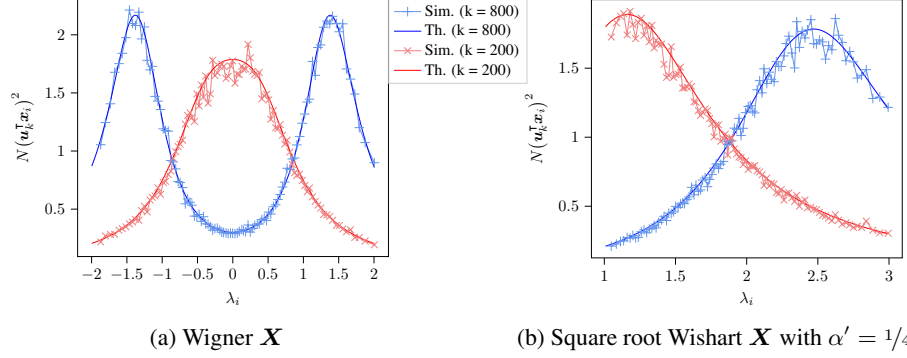 2
1.5
1
0.5
−2
−1.5
−1
−0.5
0
0.5
1
1.5
2
N(u_k^⊺ x_i)^2
λ_i
Sim. (k = 800)
Th. (k = 800)
Sim. (k = 200)
Th. (k = 200)
1.5
1
0.5
1
1.5
2
2.5
3
N(u_k^⊺ x_i)^2
λ_i
(a) Wigner X
(b) Square root Wishart X with α′ = 1/4